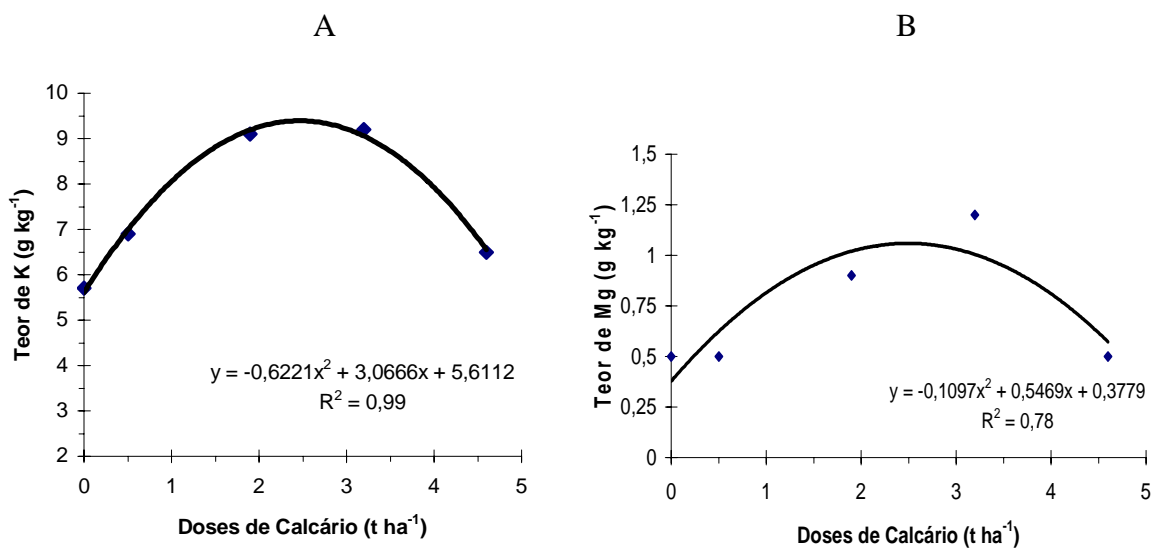 A
B
10
9
8
7
6
5
4
3
2
Teor de K (g kg⁻¹)
y = -0,6221x² + 3,0666x + 5,6112
R² = 0,99
0 1 2 3 4 5
Doses de Calcário (t ha⁻¹)
1,5
1,25
1
0,75
0,5
0,25
0
Teor de Mg (g kg⁻¹)
y = -0,1097x² + 0,5469x + 0,3779
R² = 0,78
0 1 2 3 4 5
Doses de Calcário (t ha⁻¹)